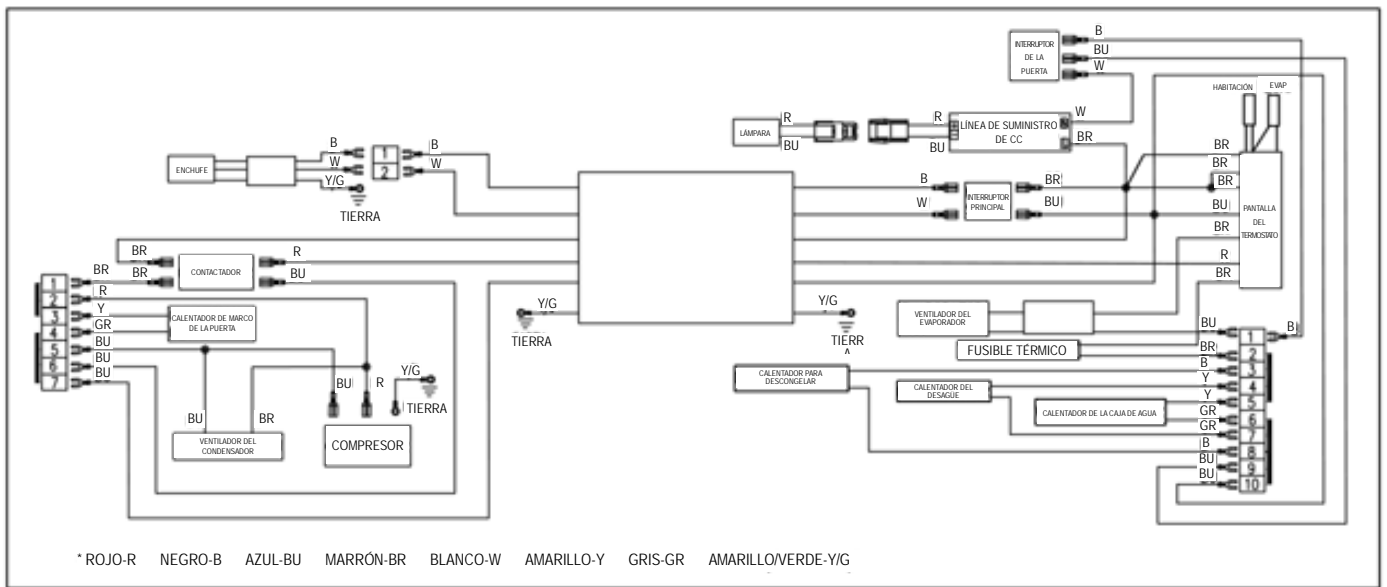 B
INTERRUPTOR
DE LA
PUERTA
BU
W
HABITACIÓN
EVAP
LÁMPARA
R
BU
R
BU
LÍNEA DE SUMINISTRO
DE CC
N
L
W
BR
ENCHUFE
B
W
Y/G
TIERRA
1
2
B
W
B
W
INTERRUPTOR
PRINCIPAL
BR
BU
BR
BR
BR
BU
BR
R
BR
PANTALLA
DEL
TERMOSTATO
BR
BR
CONTACTADOR
R
BU
BR
R
Y
GR
BU
BU
BU
1
2
3
4
5
6
7
CALENTADOR DE MARCO
DE LA PUERTA
BU
BR
VENTILADOR DEL
CONDENSADOR
BU
R
Y/G
TIERRA
COMPRESOR
Y/G
TIERRA
Y/G
TIERR
A
VENTILADOR DEL
EVAPORADOR
FUSIBLE TÉRMICO
CALENTADOR PARA
DESCONGELAR
CALENTADOR DEL
DESAGÜE
CALENTADOR DE LA CAJA DE AGUA
BU
BR
B
Y
Y
GR
GR
B
BU
BU
1
2
3
4
5
6
7
8
9
10
B
* ROJO-R NEGRO-B AZUL-BU MARRÓN-BR BLANCO-W AMARILLO-Y GRIS-GR AMARILLO/VERDE-Y/G